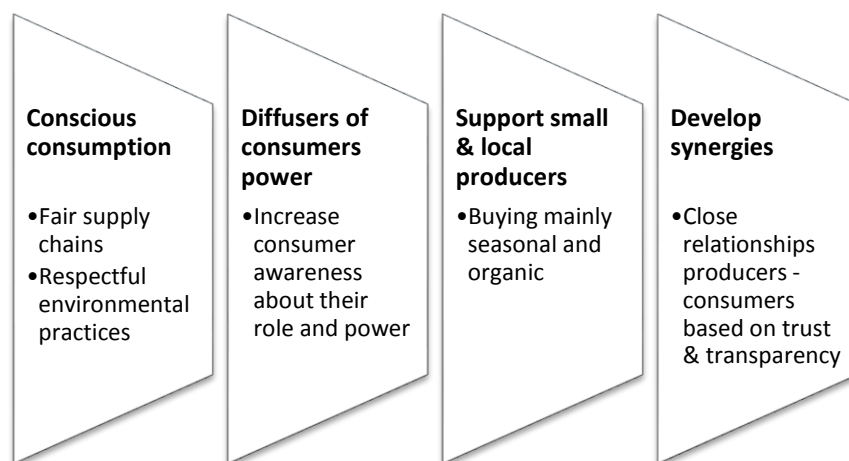 Conscious
consumption
•Fair supply
chains
•Respectful
environmental
practices
Diffusers of
consumers
power
•Increase
consumer
awareness
about their
role and power
Support small
& local
producers
•Buying mainly
seasonal and
organic
Develop
synergies
•Close
relationships
producers -
consumers
based on trust
& transparency